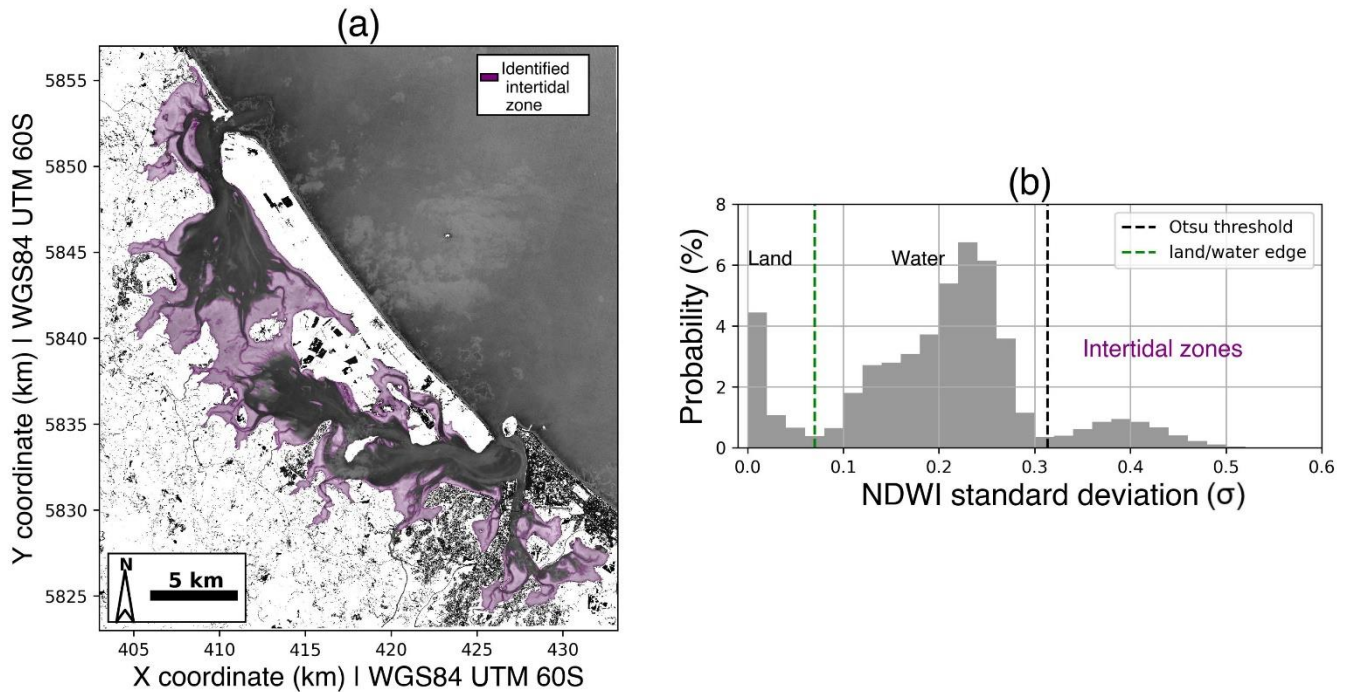 (a)
Identified
intertidal
zone
5855
5850
5845
5840
5835
5830
5825
Y coordinate (km) | WGS84 UTM 60S
N
5 km
405 410 415 420 425 430
X coordinate (km) | WGS84 UTM 60S
(b)
8
6
4
2
0
Probability (%)
Land
Water
Otsu threshold
land/water edge
Intertidal zones
0.0 0.1 0.2 0.3 0.4 0.5 0.6
NDWI standard deviation (σ)